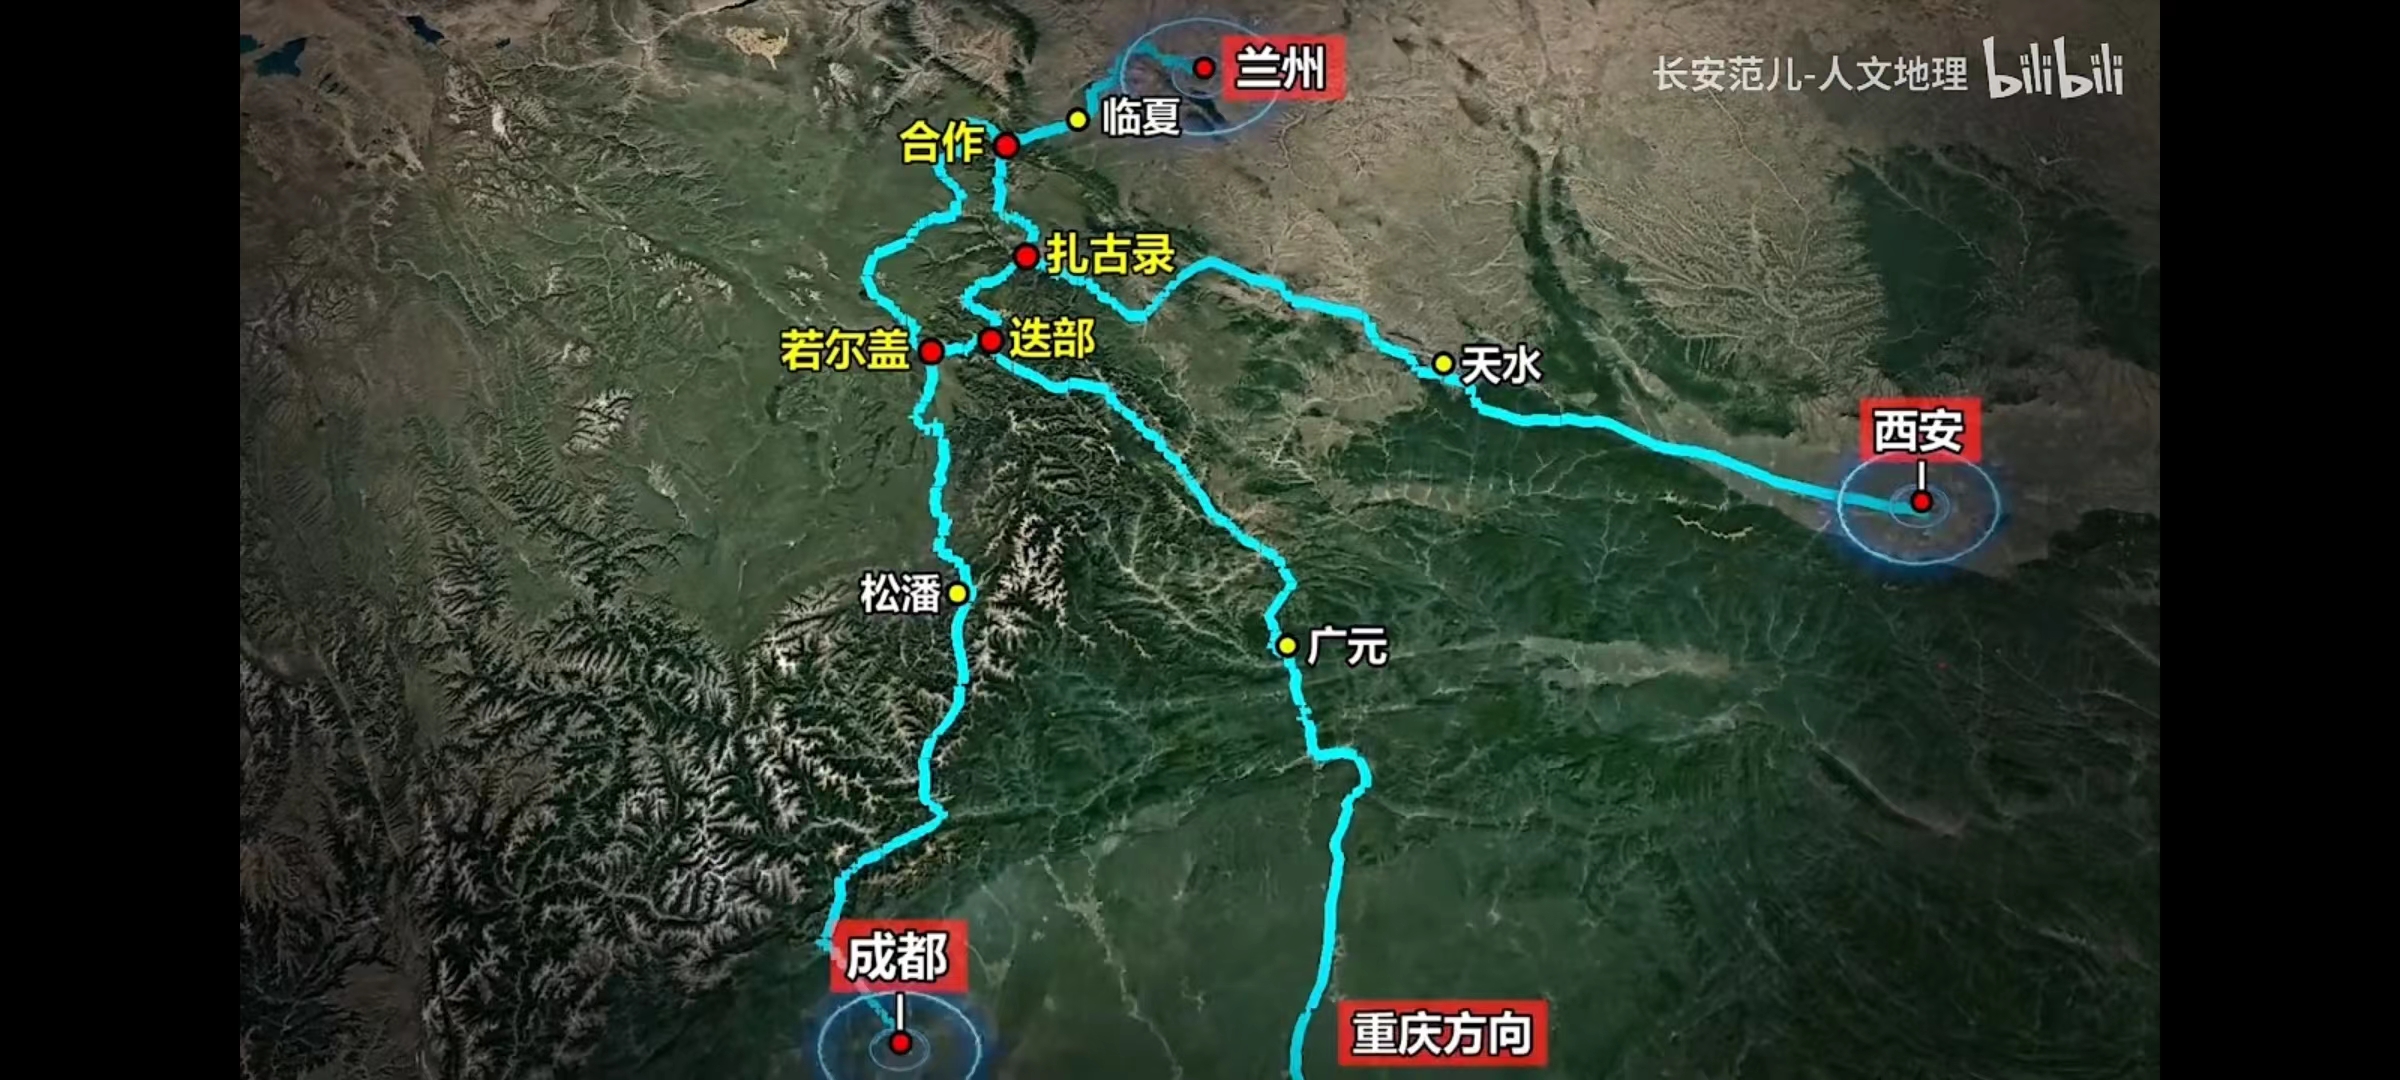 长安范儿-人文地理 bilibili
兰州
临夏
合作
扎古录
若尔盖
迭部
天水
西安
松潘
广元
成都
重庆方向